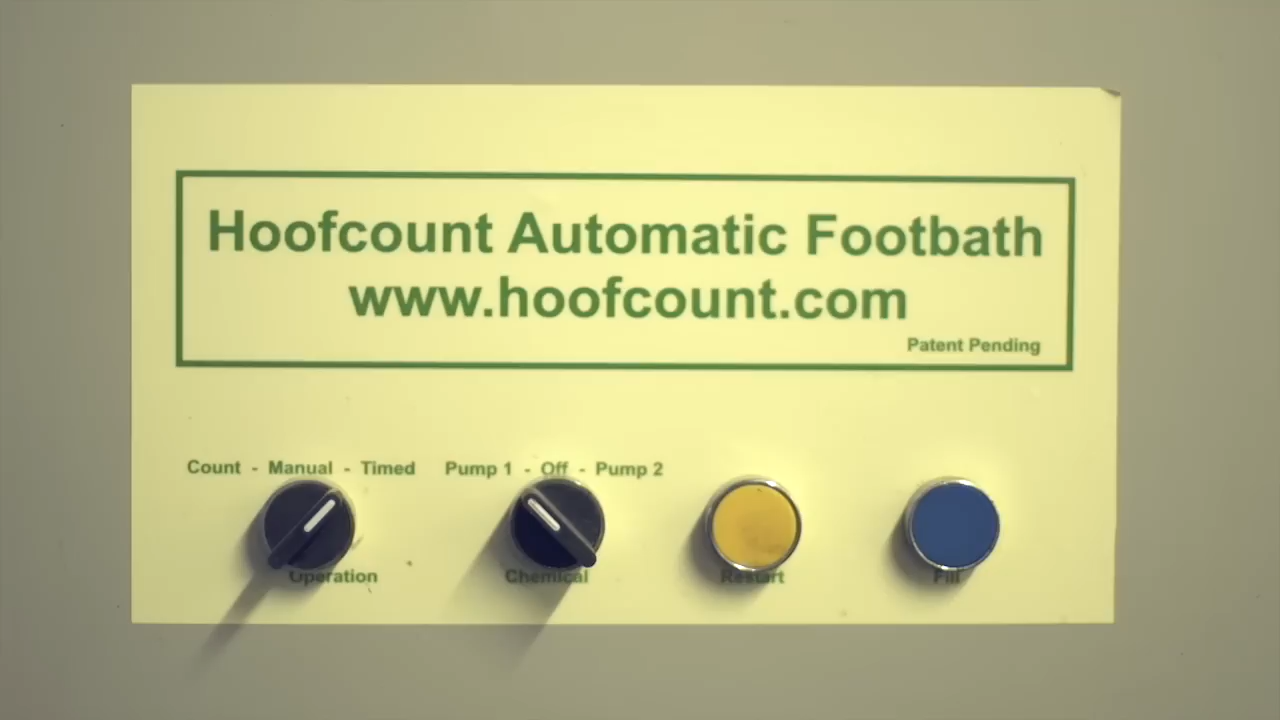 Hoofcount Automatic Footbath
www.hoofcount.com
Patent Pending
Count - Manual - Timed
Pump 1 - Off - Pump 2
Operation
Chemical
Restart
Fill